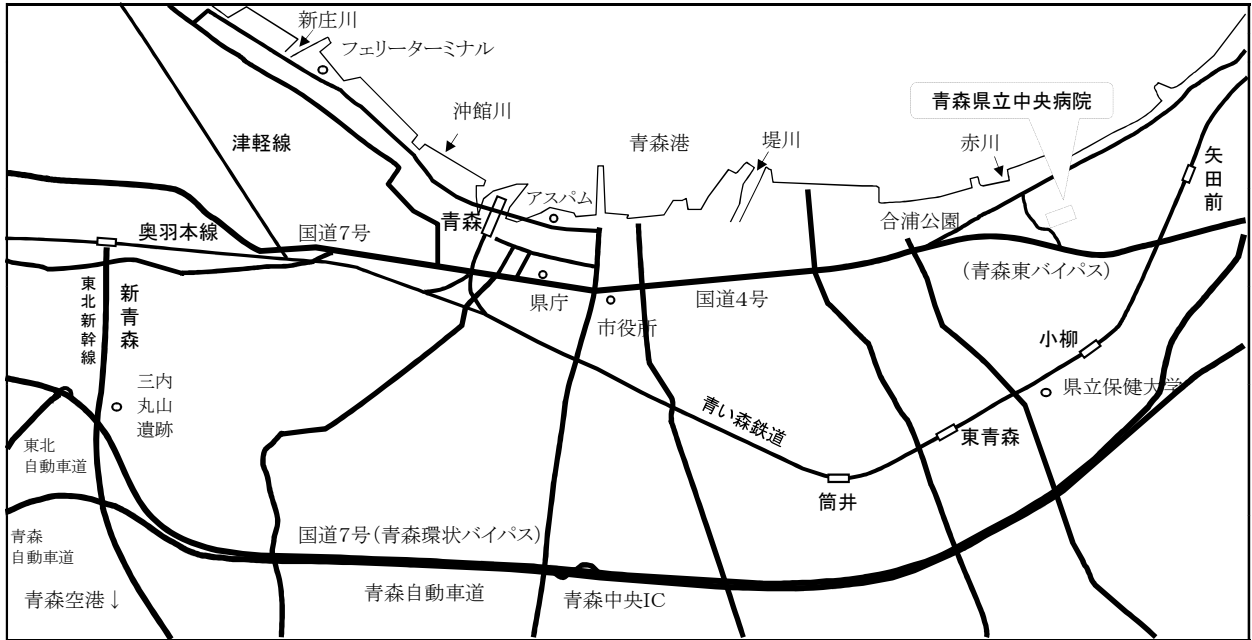 新庄川
フェリーターミナル
沖館川
津軽線
青森港
堤川
青森県立中央病院
赤川
矢田前
アスパム
青森
奥羽本線
国道7号
合浦公園
(青森東バイパス)
県庁
市役所
国道4号
新青森
東北新幹線
小柳
県立保健大学
三内
丸山
遺跡
青い森鉄道
東青森
東北
自動車道
筒井
国道7号(青森環状バイパス)
青森
自動車道
青森自動車道
青森中央IC
青森空港↓